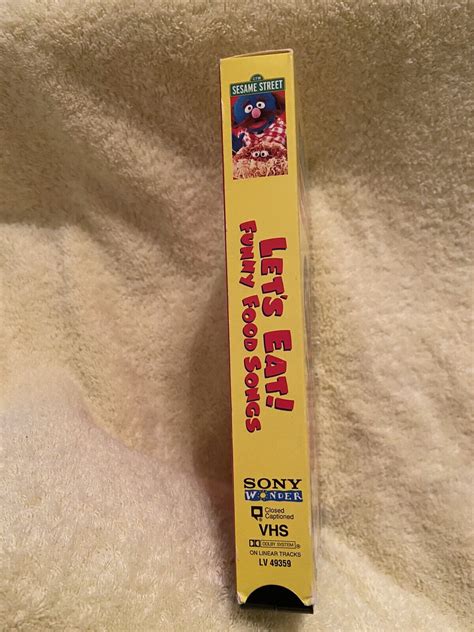 SESAME STREET
LET'S EAT!
FUNNY FOOD SONGS
SONY
WONDER
Closed
Captioned
VHS
DOLBY SYSTEM
ON LINEAR TRACKS
LV 49359